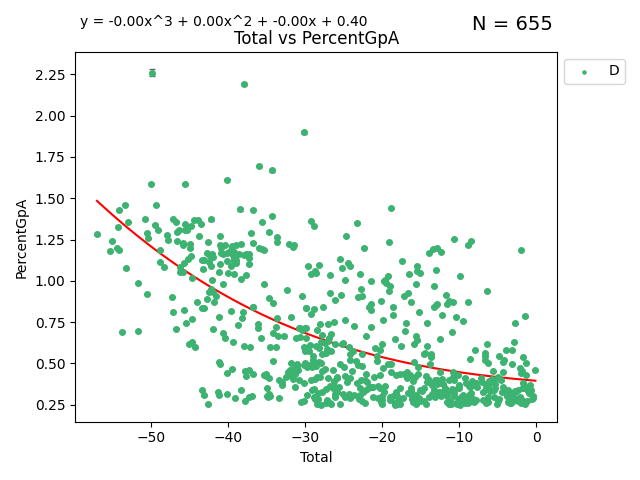 y = -0.00x^3 + 0.00x^2 + -0.00x + 0.40
N = 655
Total vs PercentGpA
D
PercentGpA
2.25
2.00
1.75
1.50
1.25
1.00
0.75
0.50
0.25
−50 −40 −30 −20 −10 0
Total